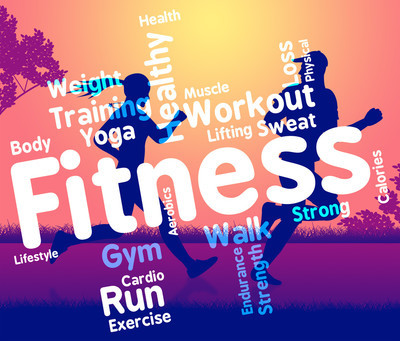 Health
Healthy
Loss
Physical
Weight
Muscle
Training
Workout
Yoga
Lifting
Sweat
Body
Fitness
Calories
Aerobics
Strong
Lifestyle
Gym
Walk
Endurance
Strength
Cardio
Run
Exercise